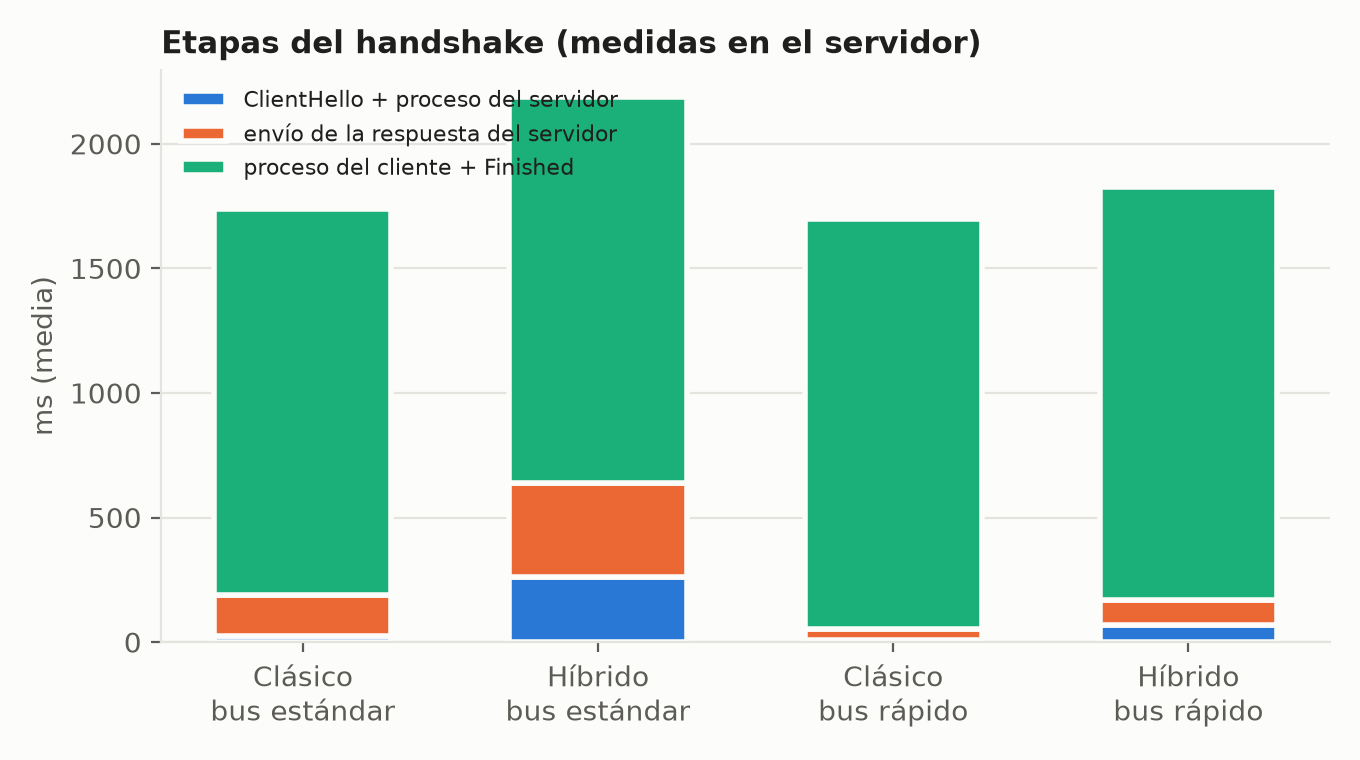 Etapas del handshake (medidas en el servidor)
ClientHello + proceso del servidor
envío de la respuesta del servidor
proceso del cliente + Finished
ms (media)
2000
1500
1000
500
0
Clásico
bus estándar
Híbrido
bus estándar
Clásico
bus rápido
Híbrido
bus rápido